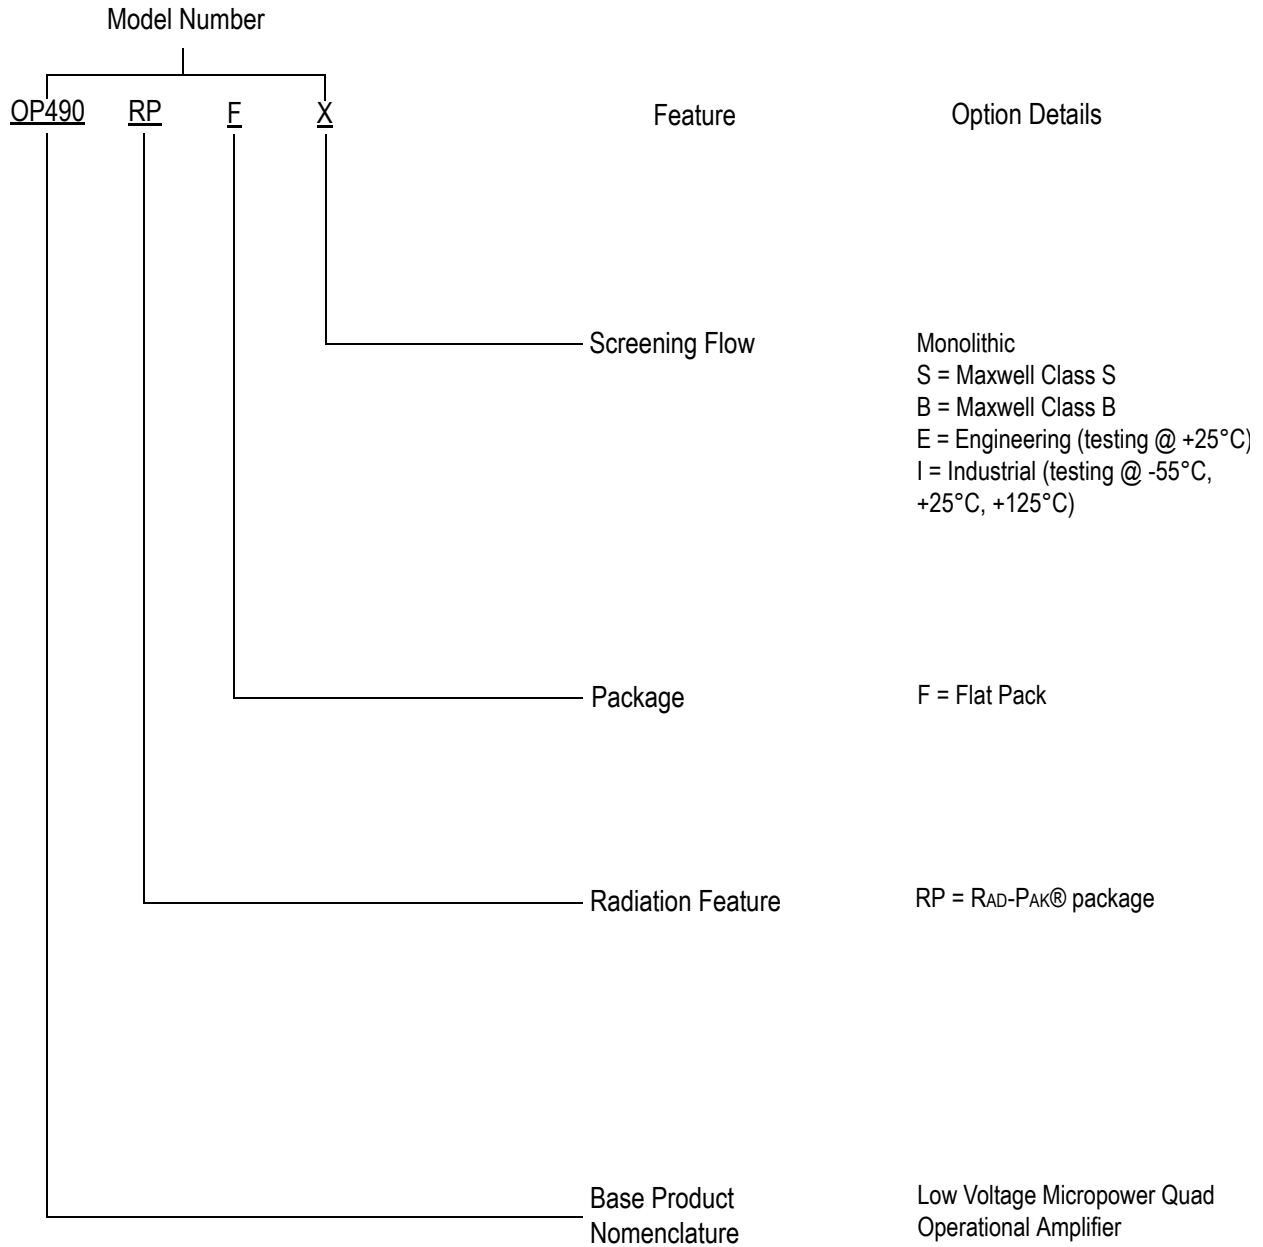 Model Number
OP490 RP F X Feature Option Details
Screening Flow
Monolithic
S = Maxwell Class S
B = Maxwell Class B
E = Engineering (testing @ +25°C)
I = Industrial (testing @ -55°C,
+25°C, +125°C)
Package
F = Flat Pack
Radiation Feature
RP = RAD-PAK® package
Base Product
Nomenclature
Low Voltage Micropower Quad
Operational Amplifier